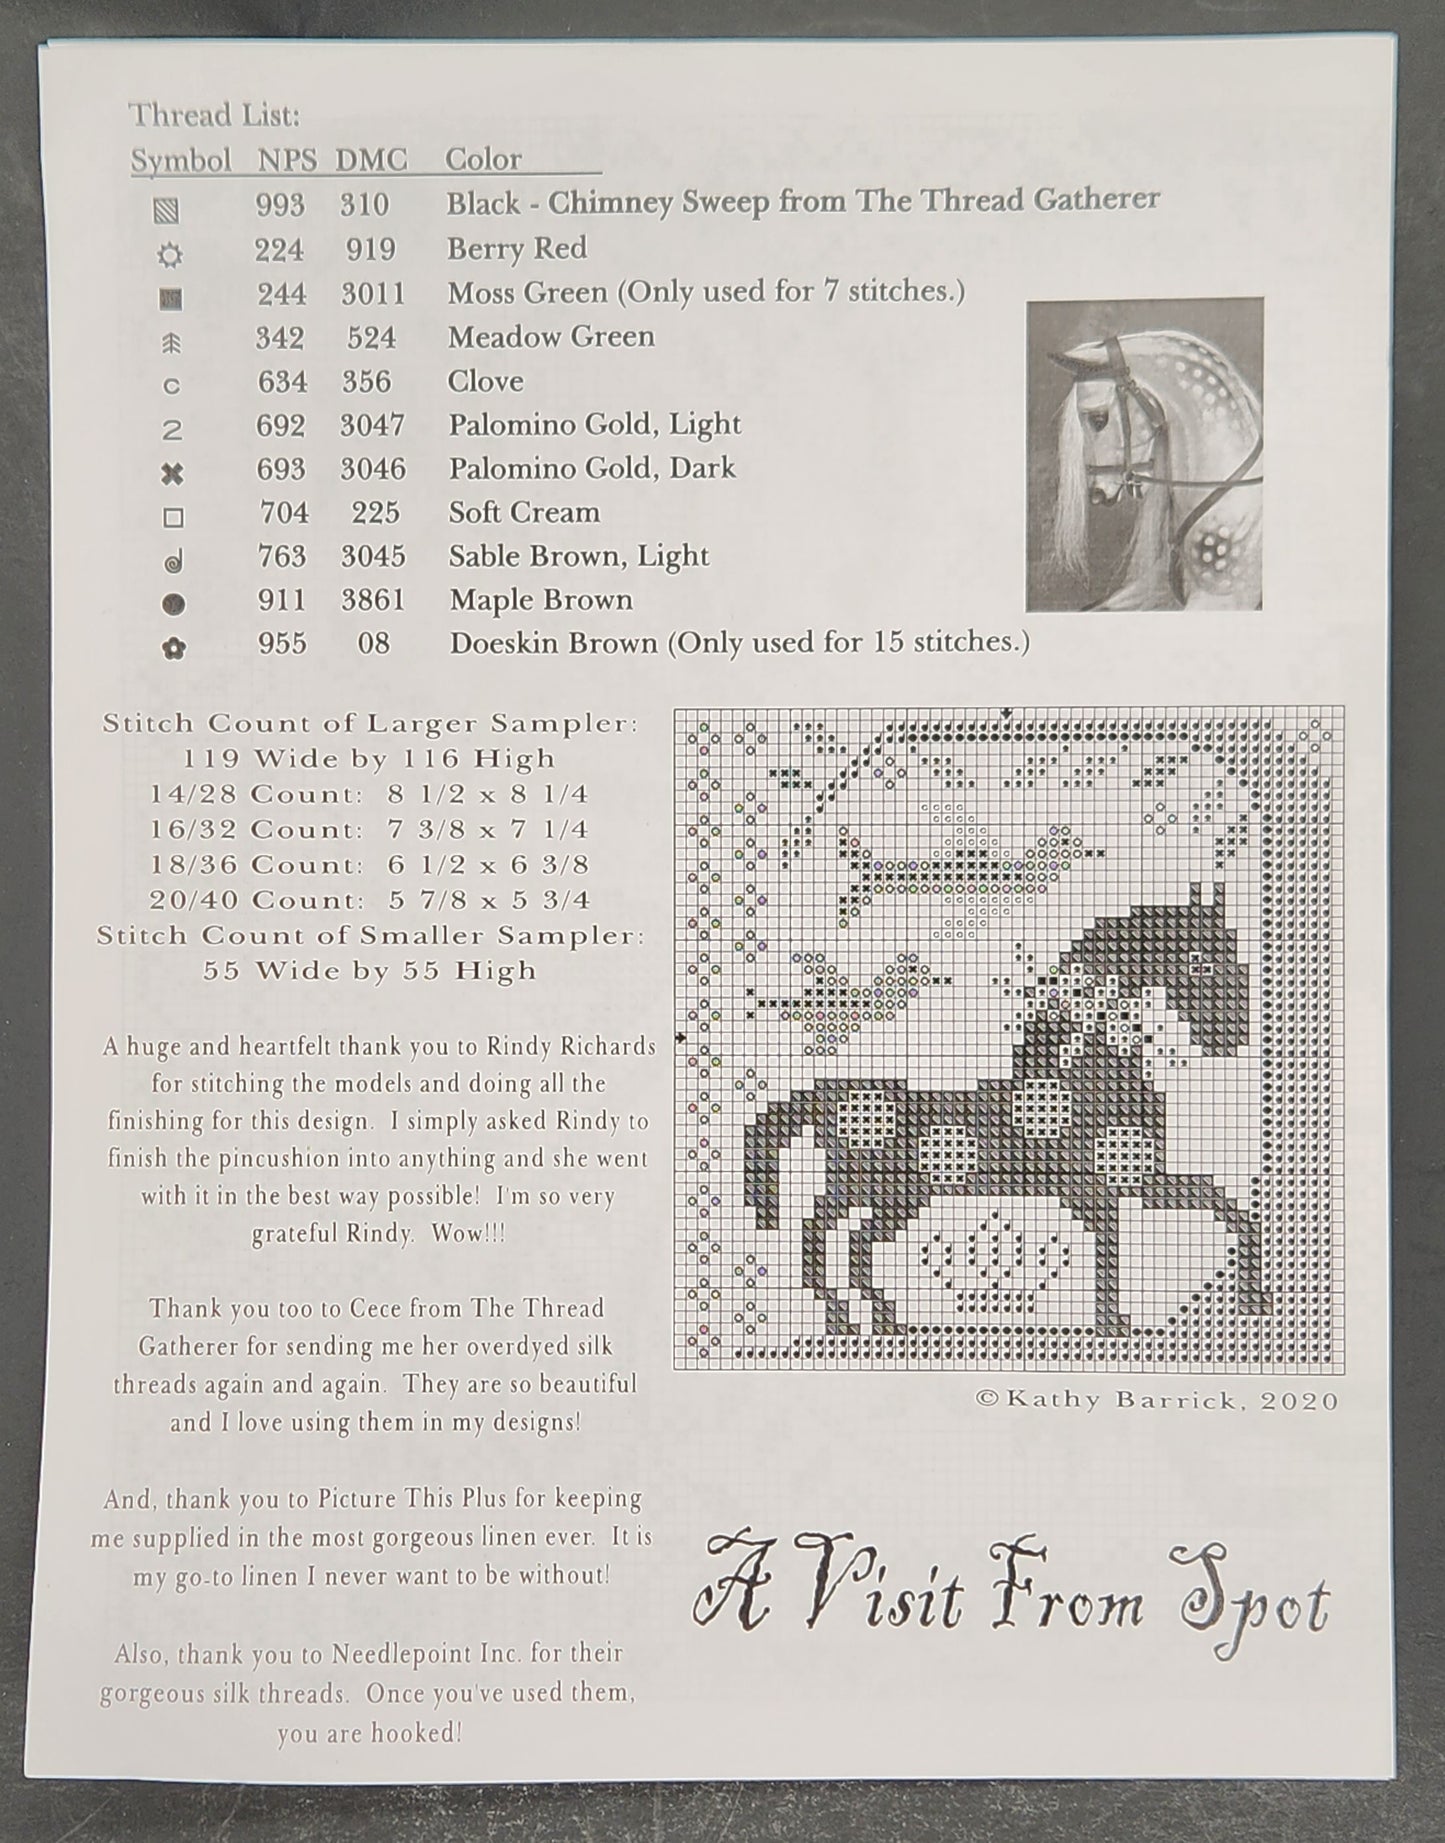 Thread List:
Symbol NPS DMC Color
993 310 Black - Chimney Sweep from The Thread Gatherer
224 919 Berry Red
244 3011 Moss Green (Only used for 7 stitches.)
342 524 Meadow Green
c 634 356 Clove
2 692 3047 Palomino Gold, Light
693 3046 Palomino Gold, Dark
704 225 Soft Cream
763 3045 Sable Brown, Light
911 3861 Maple Brown
955 08 Doeskin Brown (Only used for 15 stitches.)
Stitch Count of Larger Sampler:
119 Wide by 116 High
14/28 Count: 8 1/2 x 8 1/4
16/32 Count: 7 3/8 x 7 1/4
18/36 Count: 6 1/2 x 6 3/8
20/40 Count: 5 7/8 x 5 3/4
Stitch Count of Smaller Sampler:
55 Wide by 55 High
A huge and heartfelt thank you to Rindy Richards
for stitching the models and doing all the
finishing for this design. I simply asked Rindy to
finish the pincushion into anything and she went
with it in the best way possible! I'm so very
grateful Rindy. Wow!!!
Thank you too to Cece from The Thread
Gatherer for sending me her overdyed silk
threads again and again. They are so beautiful
and I love using them in my designs!
And, thank you to Picture This Plus for keeping
me supplied in the most gorgeous linen ever. It is
my go-to linen I never want to be without!
Also, thank you to Needlepoint Inc. for their
gorgeous silk threads. Once you've used them,
you are hooked!
© Kathy Barrick, 2020
A Visit From Spot